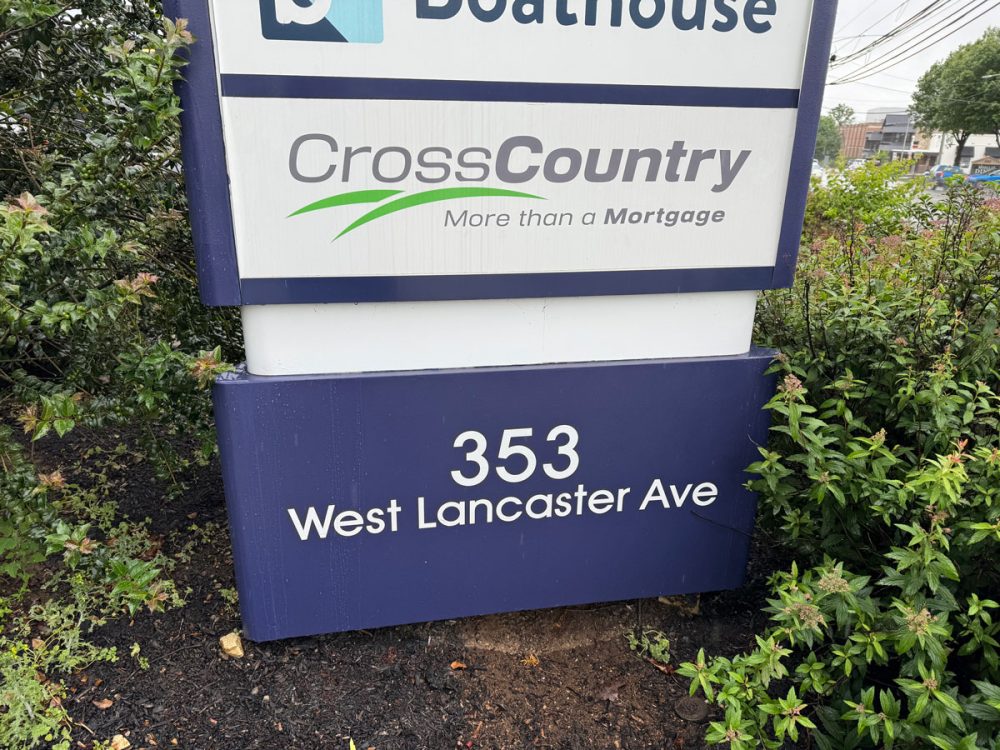 Boathouse
CrossCountry
More than a Mortgage
353
West Lancaster Ave